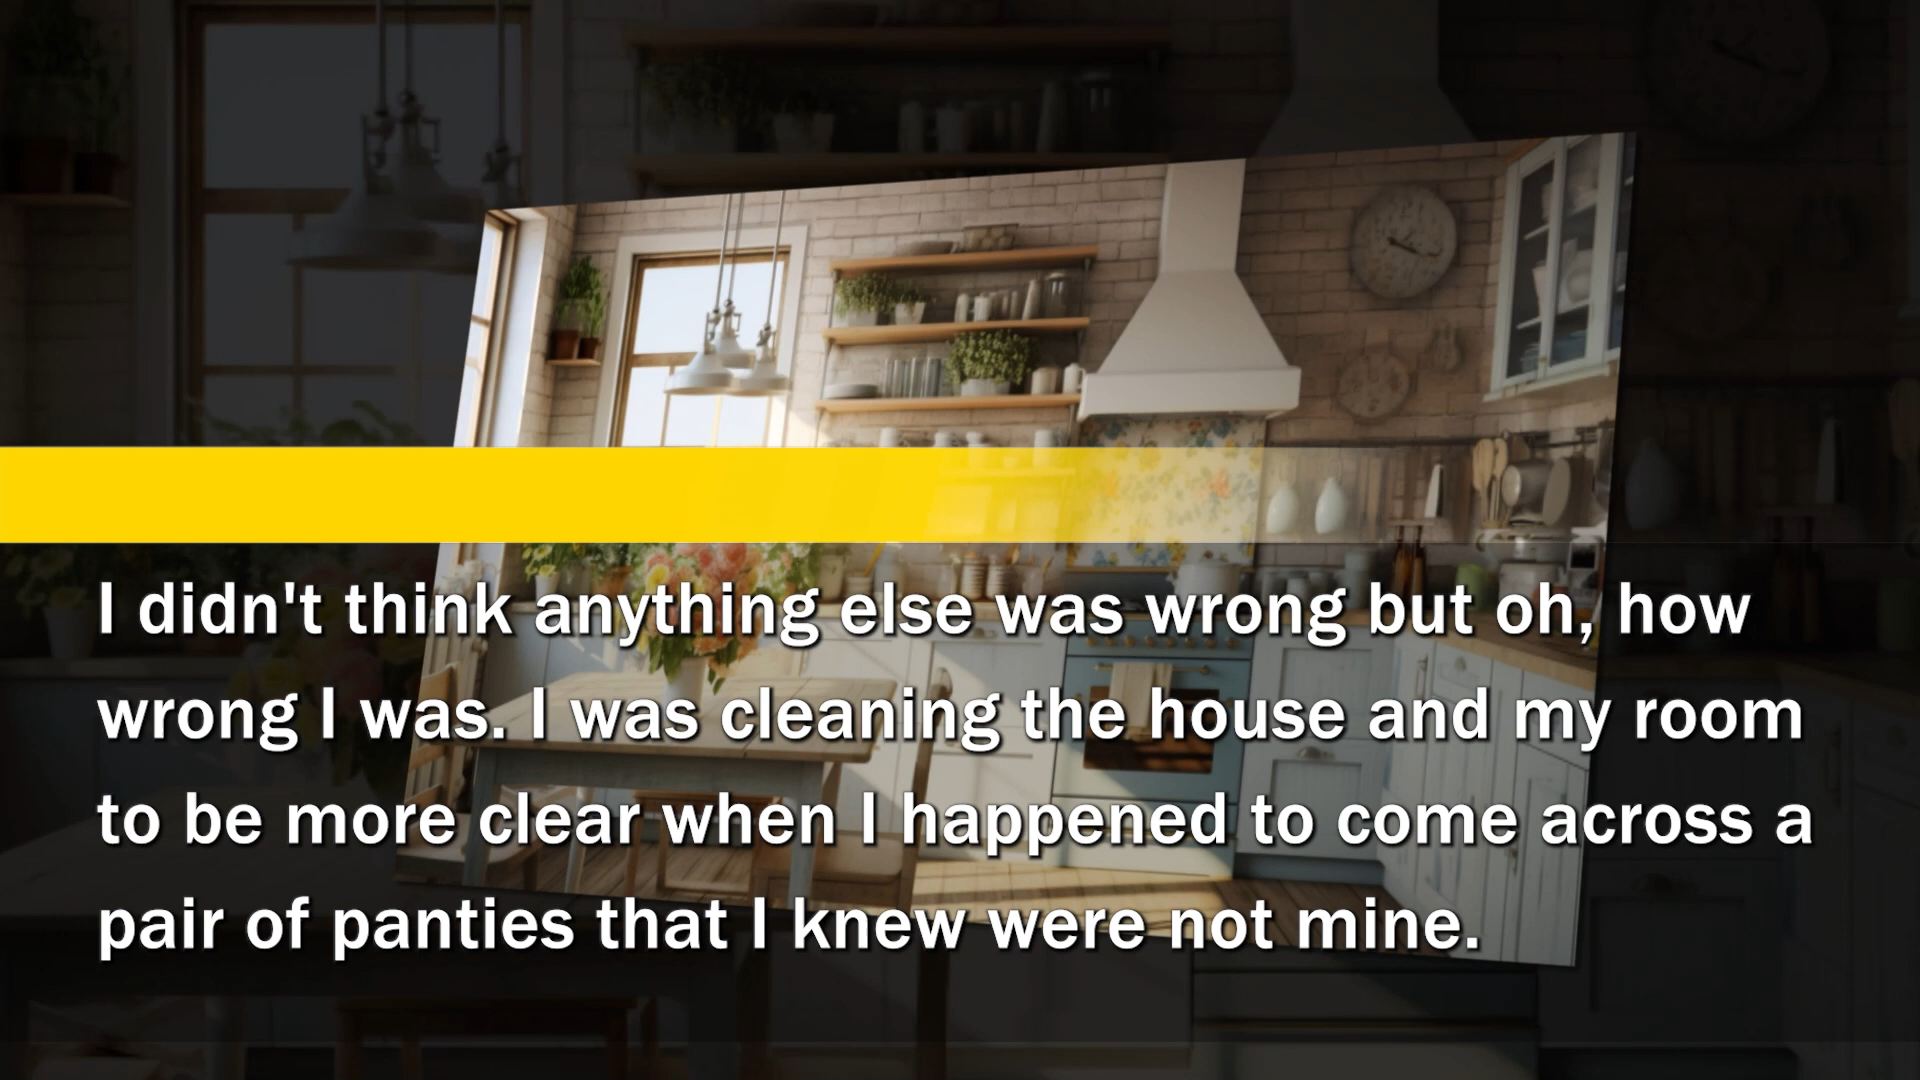 I didn't think anything else was wrong but oh, how
wrong I was. I was cleaning the house and my room
to be more clear when I happened to come across a
pair of panties that I knew were not mine.